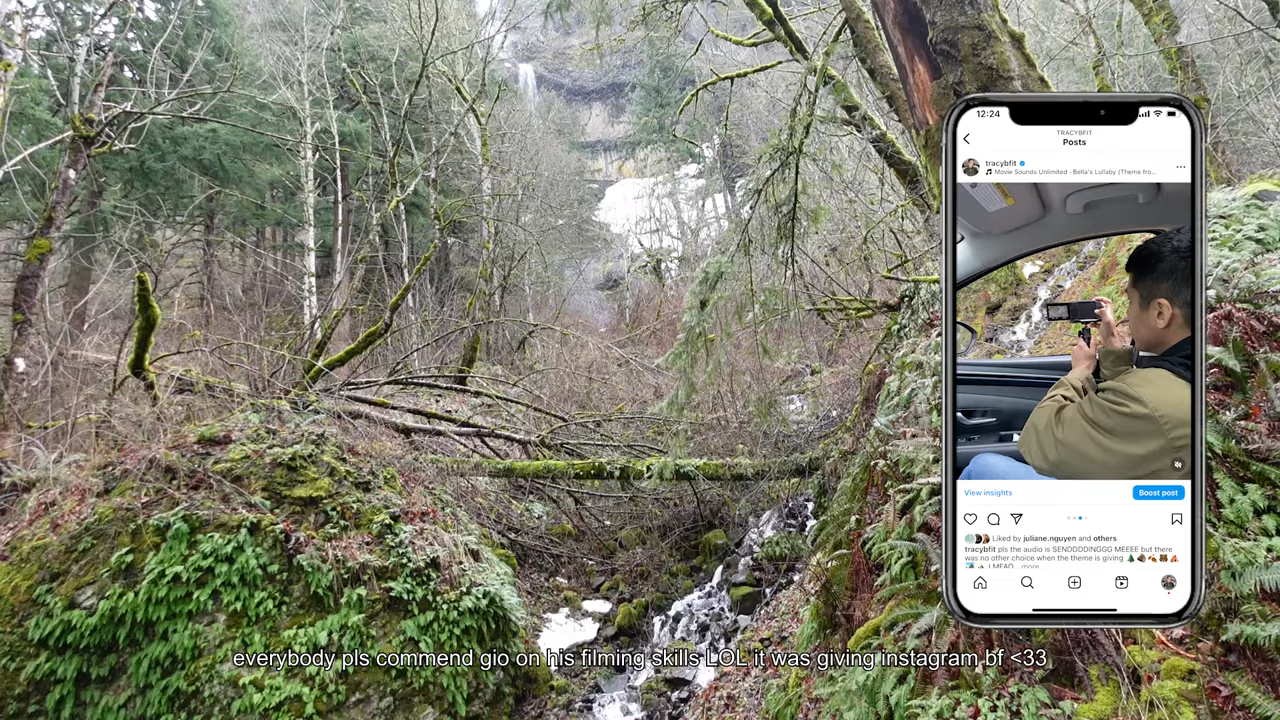 12:24
TRACYBFIT
Posts
tracybfit
Movie Sounds Unlimited · Bella's Lullaby (Theme fro...
View insights
Boost post
Liked by juliane.nguyen and others
tracybfit pls the audio is SENDDDDINGGG MEEEE but there
was no other choice when the theme is giving
LMFAO... more
everybody pls commend gio on his filming skills LOL it was giving instagram bf <33